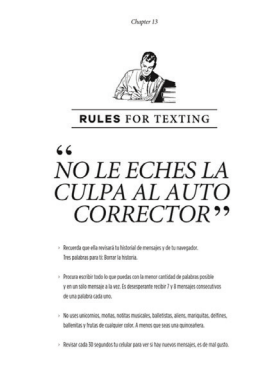 Chapter 13
RULES FOR TEXTING
“NO LE ECHES LA
CULPA AL AUTO
CORRECTOR”
· Recuerda que ella revisará tu historial de mensajes y de tu navegador.
Tres palabras para ti: Borrar la historia.
· Procura escribir todo lo que puedas con la menor cantidad de palabras posible
y en un solo mensaje a la vez. Es desesperante recibir 7 y 8 mensajes consecutivos
de una palabra cada uno.
· No uses unicornios, moñas, noditas musicales, bailetistas, aliens, mariquitas, delfines,
ballenitas y frutas de cualquier color. A menos que seas una quinceañera.
· Revisar cada 30 segundos tu celular para ver si hay nuevos mensajes, es de mal gusto.